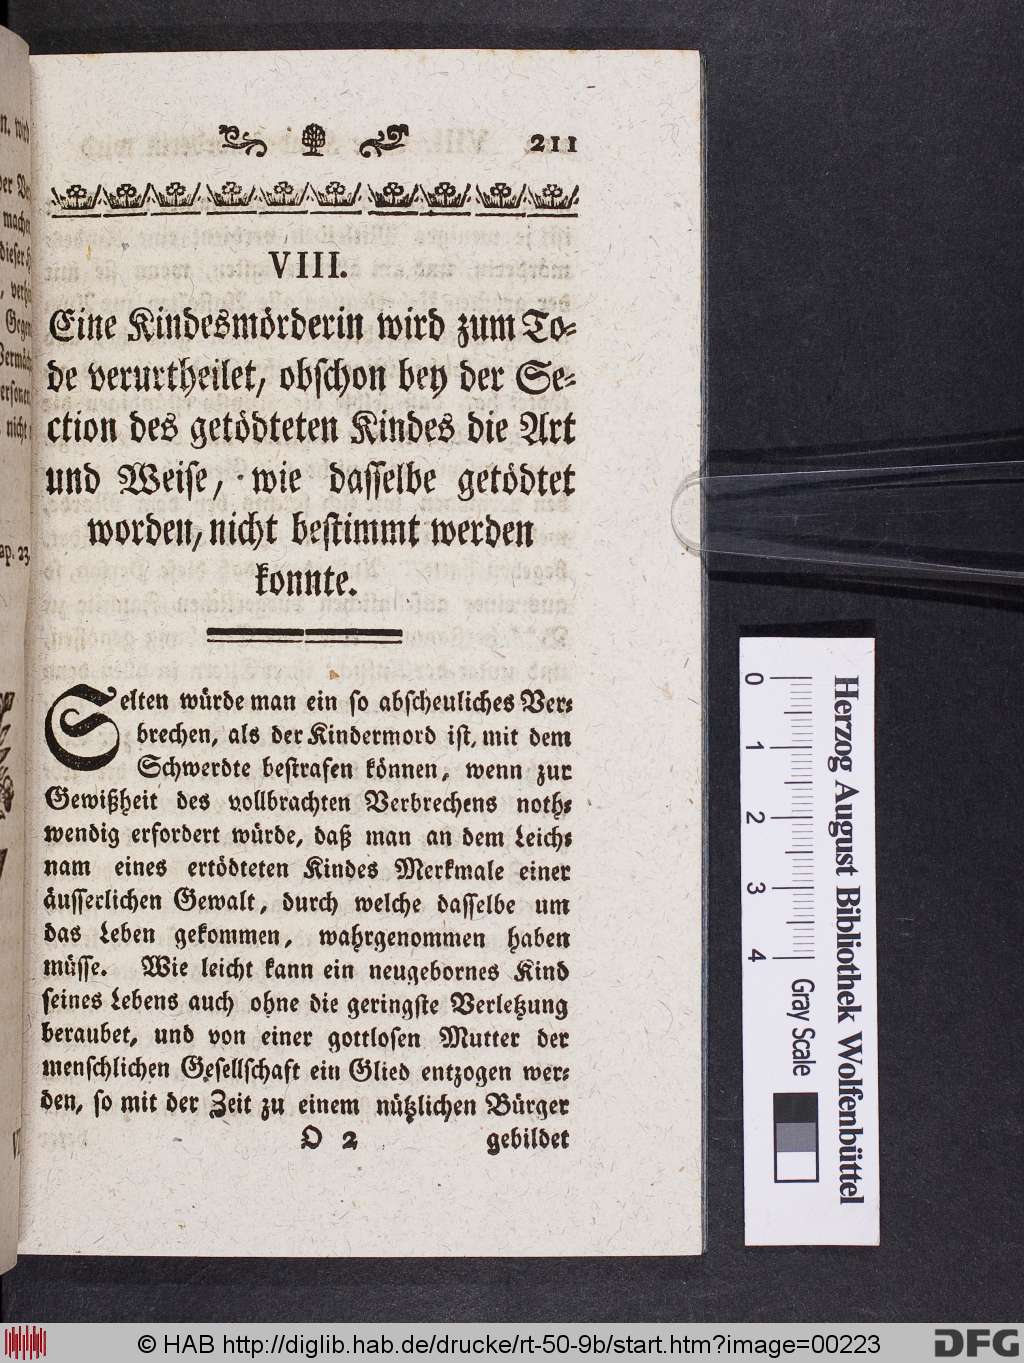 211
VIII.
Eine Kindesmörderin wird zum To-
de verurtheilet, obschon bey der Se-
ction des getödteten Kindes die Art
und Weise, wie dasselbe getödtet
worden, nicht bestimmt werden
konnte.
Selten würde man ein so abscheuliches Ver-
brechen, als der Kindermord ist, mit dem
Schwerdte bestrafen können, wenn zur
Gewißheit des vollbrachten Verbrechens noth-
wendig erfordert würde, daß man an dem Leich-
nam eines ertödteten Kindes Merkmale einer
äusserlichen Gewalt, durch welche dasselbe um
das Leben gekommen, wahrgenommen haben
müsse. Wie leicht kann ein neugebornes Kind
seines Lebens auch ohne die geringste Verletzung
beraubet, und von einer gottlosen Mutter der
menschlichen Gesellschaft ein Glied entzogen wer-
den, so mit der Zeit zu einem nützlichen Bürger
O 2 gebildet
n. wird
macher
dieser
nicht
ap. 23
0 1 2 3 4
Gray Scale
Herzog August Bibliothek Wolfenbüttel
© HAB http://diglib.hab.de/drucke/rt-50-9b/start.htm?image=00223
DFG